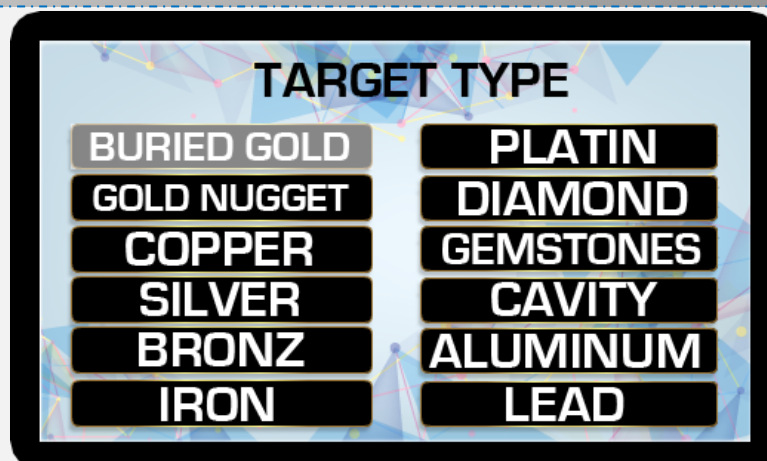 TARGET TYPE
BURIED GOLD
GOLD NUGGET
COPPER
SILVER
BRONZ
IRON
PLATIN
DIAMOND
GEMSTONES
CAVITY
ALUMINUM
LEAD